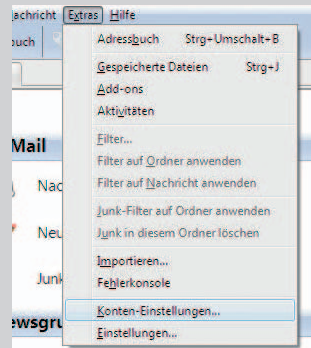 Nachricht Extras Hilfe
buch
Adressbuch Strg+Umschalt+B
Gespeicherte Dateien Strg+J
Add-ons
Aktivitäten
Filter...
Mail
Filter auf Ordner anwenden
Nac
Filter auf Nachricht anwenden
Junk-Filter auf Ordner anwenden
Neu
Junk in diesem Ordner löschen
Importieren...
Junk
Fehlerkonsole
Konten-Einstellungen...
ewsgru
Einstellungen...